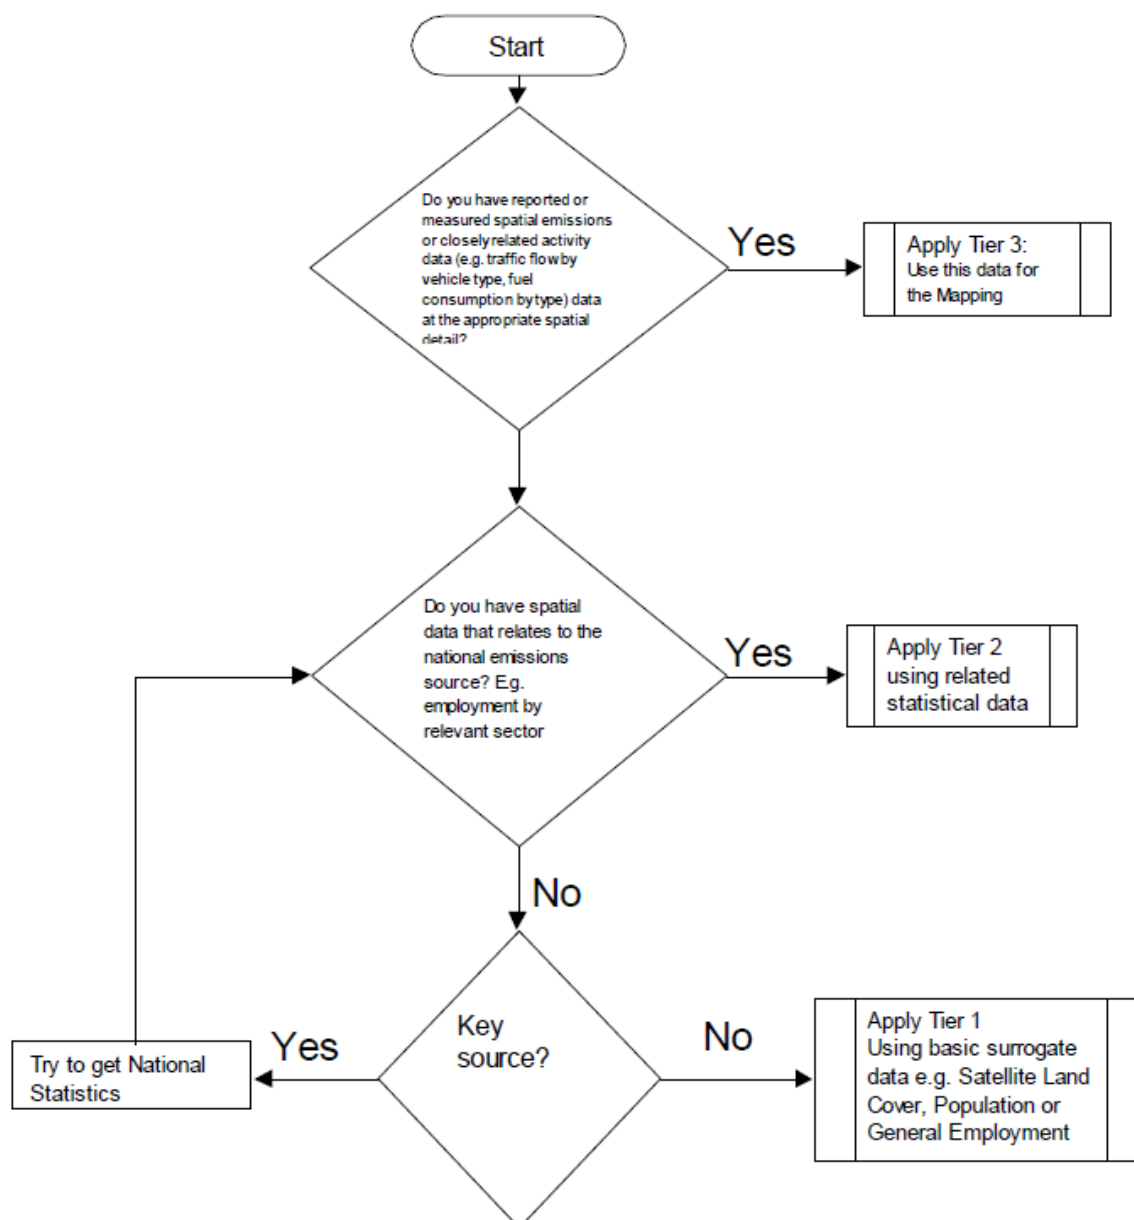 Start
Do you have reported or
measured spatial emissions
or closely related activity
data (e.g. traffic flow by
vehicle type, fuel
consumption by type) data
at the appropriate spatial
detail?
Yes
Apply Tier 3:
Use this data for
the Mapping
Do you have spatial
data that relates to the
national emissions
source? E.g.
employment by
relevant sector
Yes
Apply Tier 2
using related
statistical data
No
Key
source?
Yes
Try to get National
Statistics
No
Apply Tier 1
Using basic surrogate
data e.g. Satellite Land
Cover, Population or
General Employment